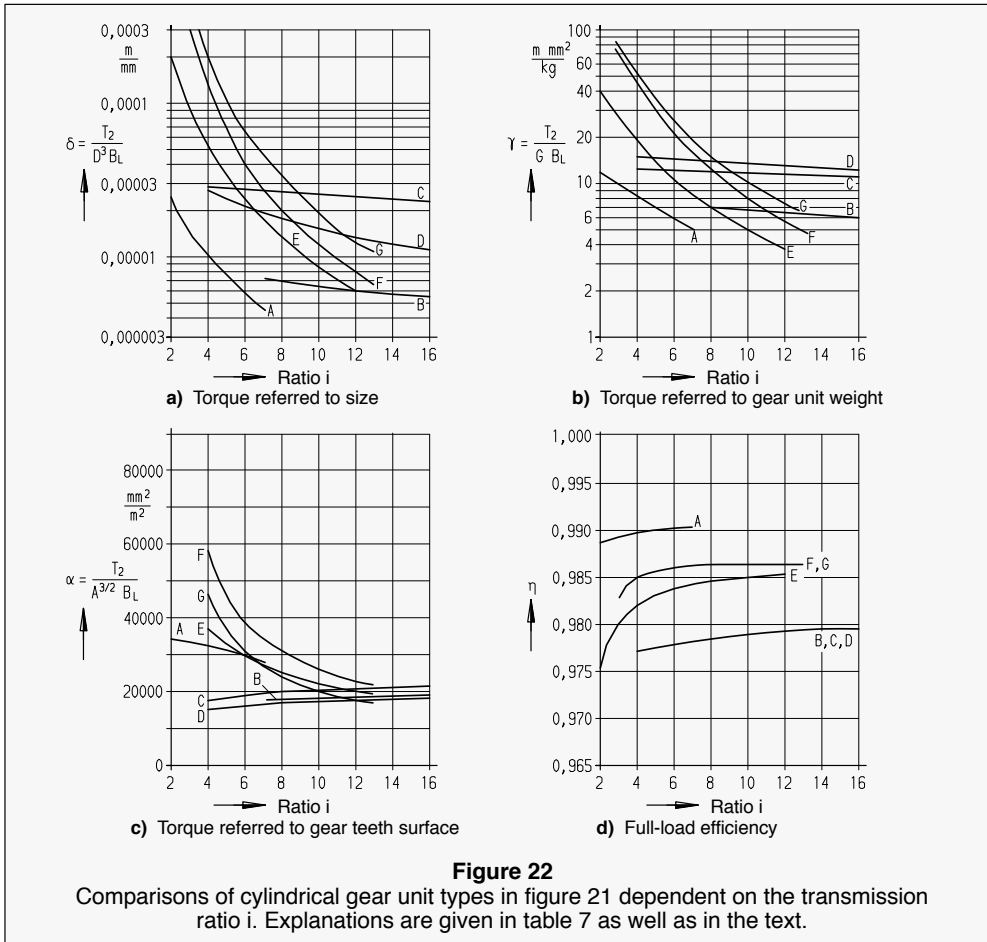 0,0003
m
mm
0,0001
δ = T₂ / D³ B_L
0,00003
0,00001
0,000003
C
D
E
G
F
A
B
2 4 6 8 10 12 14 16
Ratio i
a) Torque referred to size
100
m mm²
kg
60
40
20
γ = T₂ / G B_L
10
6
4
2
1
D
C
B
G
A
F
E
2 4 6 8 10 12 14 16
Ratio i
b) Torque referred to gear unit weight
80000
mm²
m²
60000
α = T₂ / A^3/2 B_L
40000
20000
0
F
G
A
E
B
C
D
2 4 6 8 10 12 14 16
Ratio i
c) Torque referred to gear teeth surface
1,000
0,995
0,990
0,985
η
0,980
0,975
0,970
0,965
A
F,G
E
B,C,D
2 4 6 8 10 12 14 16
Ratio i
d) Full-load efficiency
Figure 22
Comparisons of cylindrical gear unit types in figure 21 dependent on the transmission
ratio i. Explanations are given in table 7 as well as in the text.